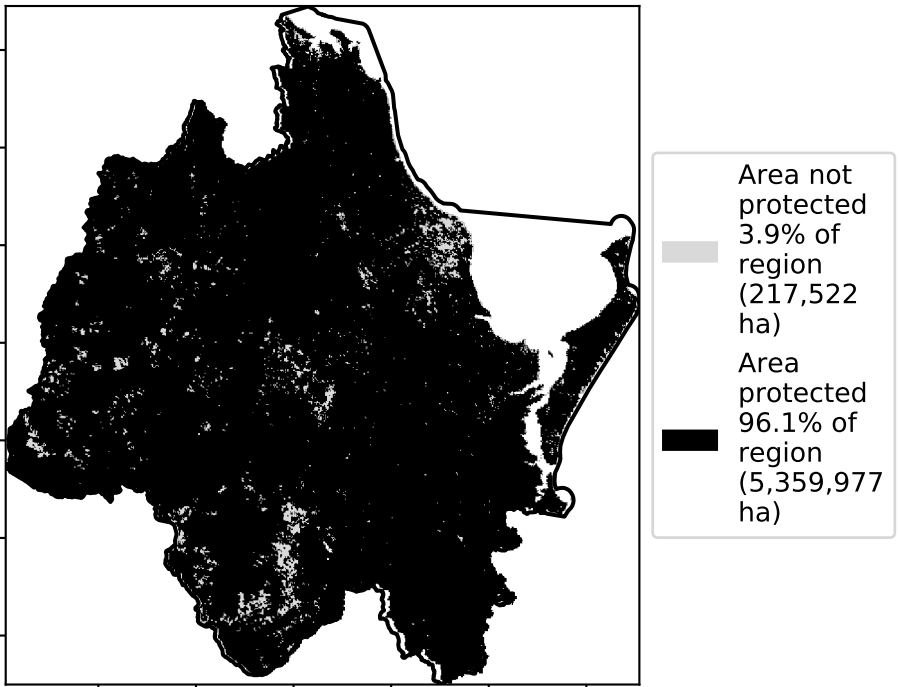 Area not
protected
3.9% of
region
(217,522
ha)
Area
protected
96.1% of
region
(5,359,977
ha)